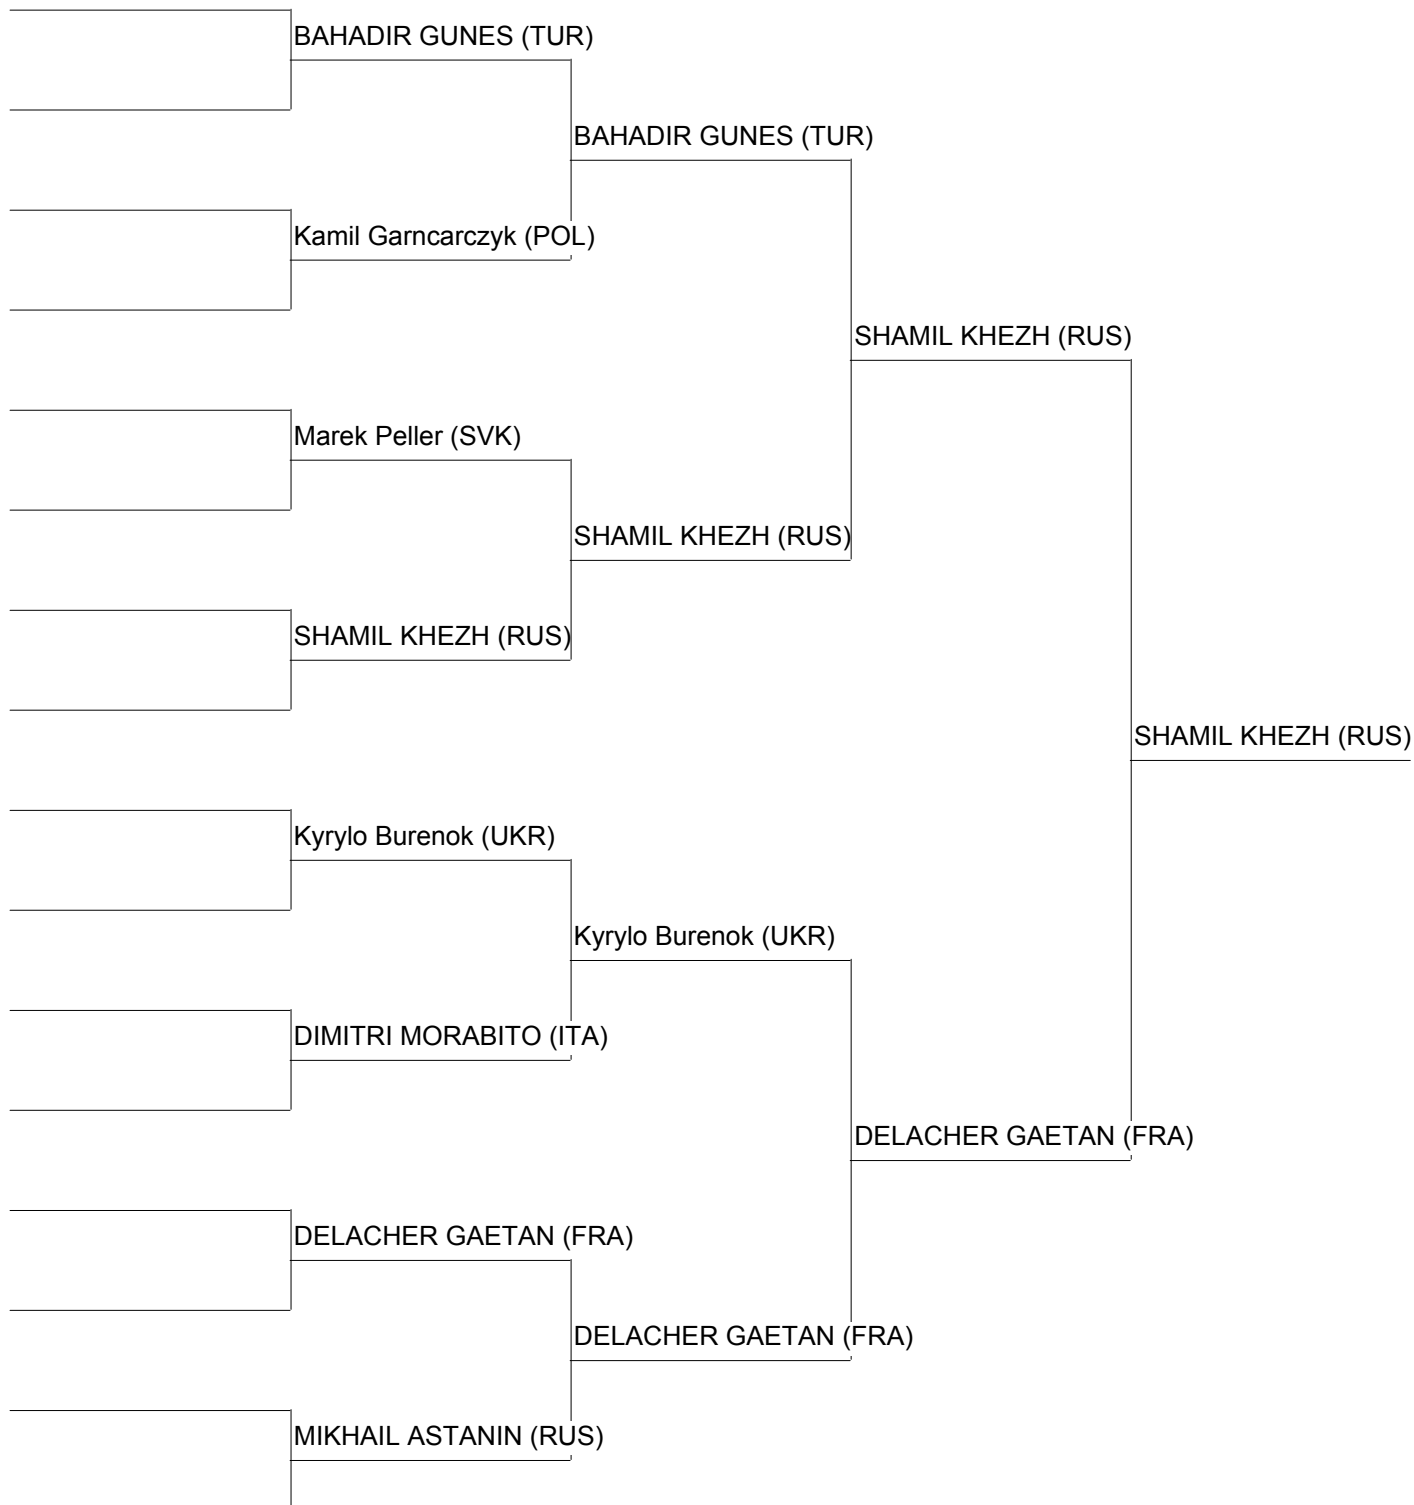 BAHADIR GUNES (TUR)
BAHADIR GUNES (TUR)
Kamil Garncarczyk (POL)
SHAMIL KHEZH (RUS)
Marek Peller (SVK)
SHAMIL KHEZH (RUS)
SHAMIL KHEZH (RUS)
SHAMIL KHEZH (RUS)
Kyrylo Burenok (UKR)
Kyrylo Burenok (UKR)
DIMITRI MORABITO (ITA)
DELACHER GAETAN (FRA)
DELACHER GAETAN (FRA)
DELACHER GAETAN (FRA)
MIKHAIL ASTANIN (RUS)